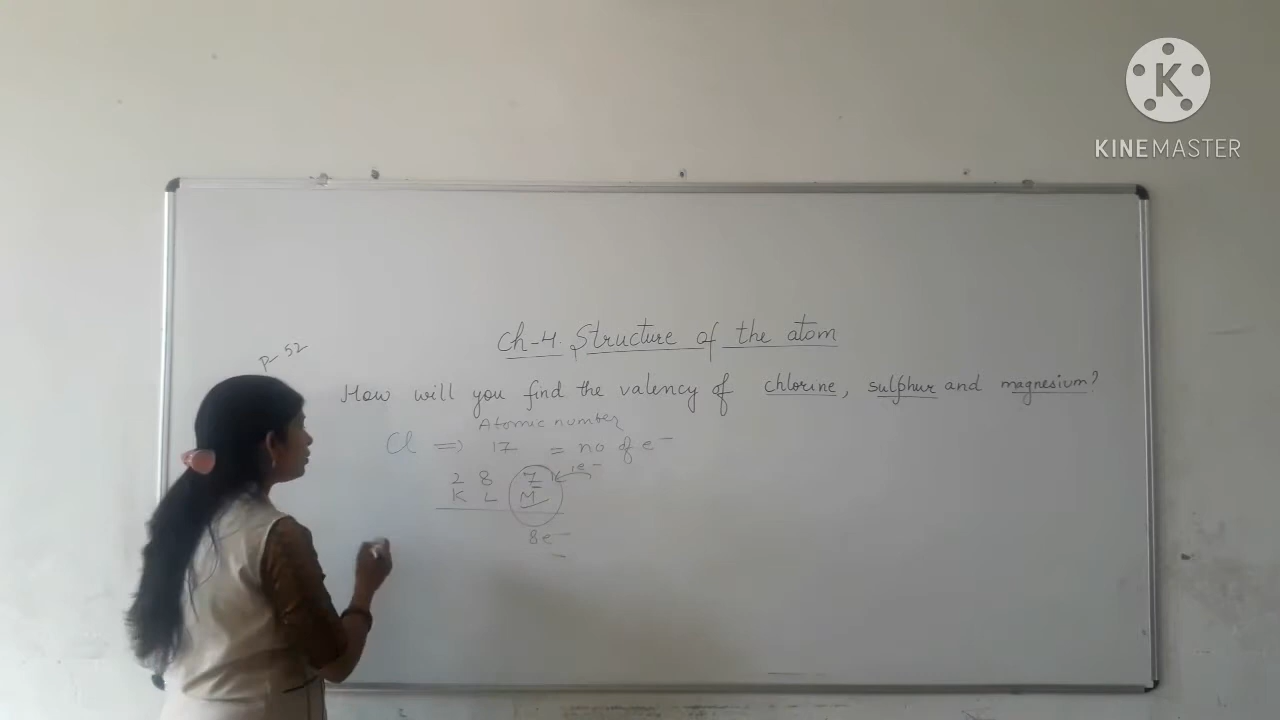 K
KINEMASTER
Ch-4. Structure of the atom
P- 52
How will you find the valency of chlorine, sulphur and magnesium?
Atomic number
Cl => 17 = no of e-
2 8 7 1e-
K L M
8e-